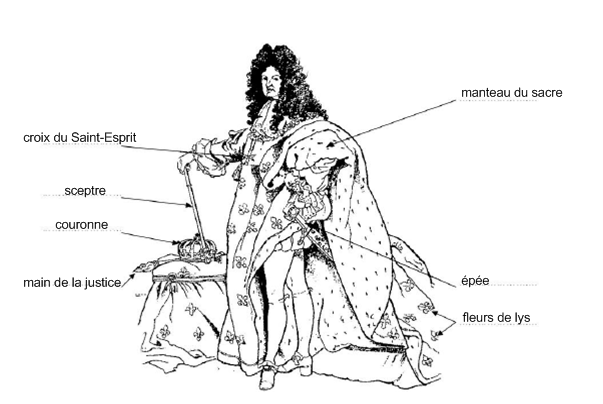 manteau du sacre
croix du Saint-Esprit
sceptre
couronne
main de la justice
épée
fleurs de lys